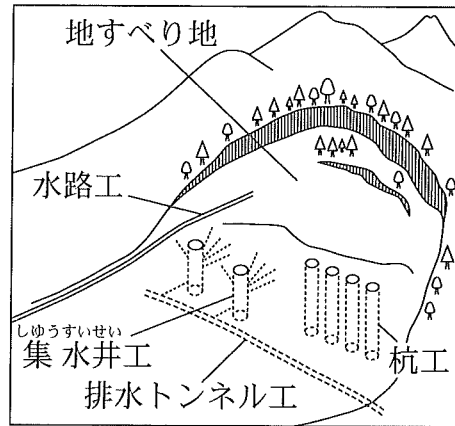 地すべり地
水路工
しゆうすいせい
集水井工
杭工
排水トンネル工